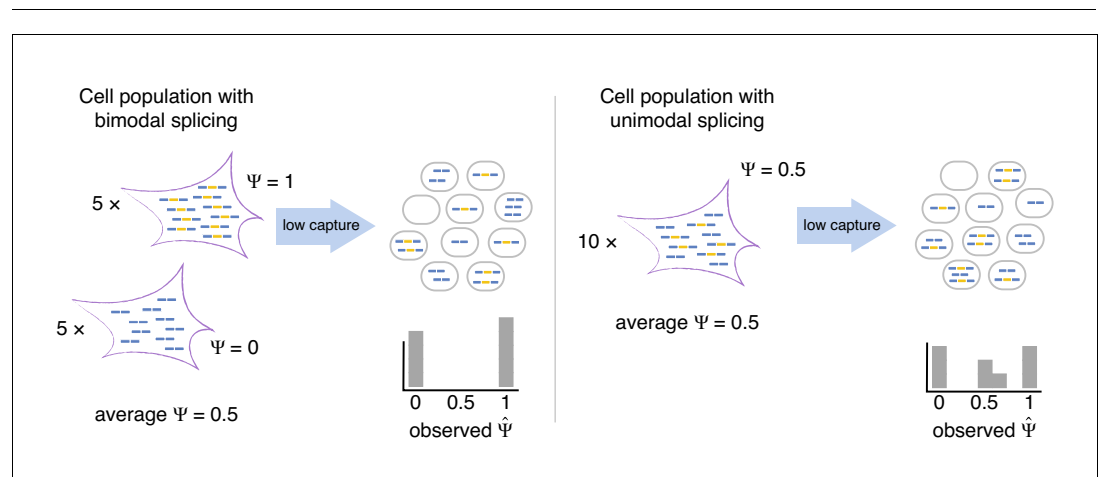 Cell population with
bimodal splicing
Ψ = 1
5 ×
low capture
5 ×
Ψ = 0
average Ψ = 0.5
0 0.5 1
observed Ψ̂
Cell population with
unimodal splicing
Ψ = 0.5
10 ×
low capture
average Ψ = 0.5
0 0.5 1
observed Ψ̂